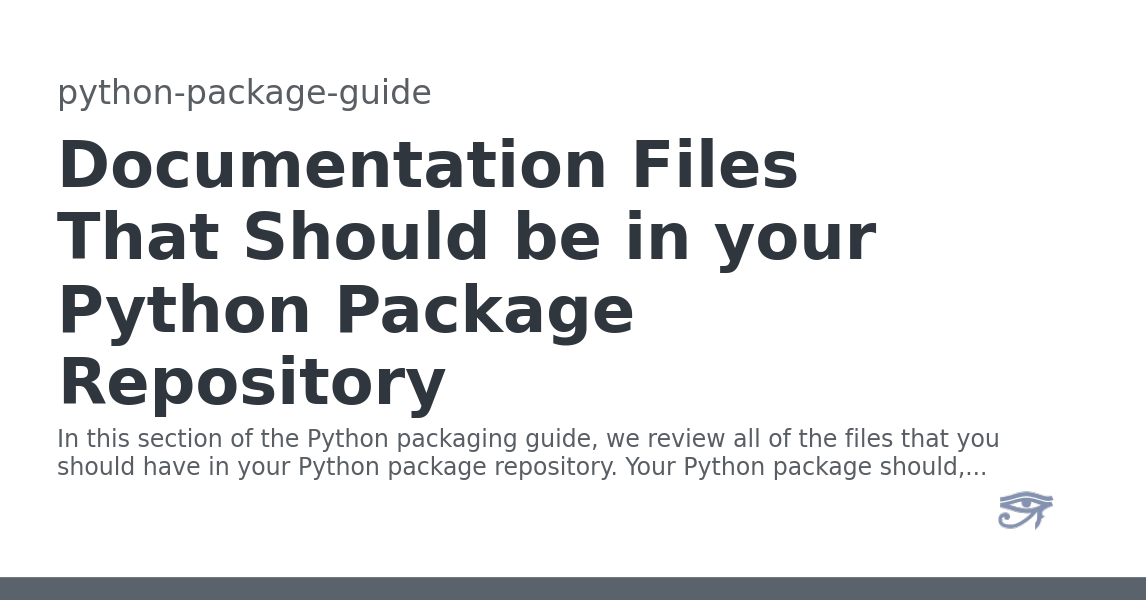 python-package-guide
Documentation Files
That Should be in your
Python Package
Repository
In this section of the Python packaging guide, we review all of the files that you
should have in your Python package repository. Your Python package should,...